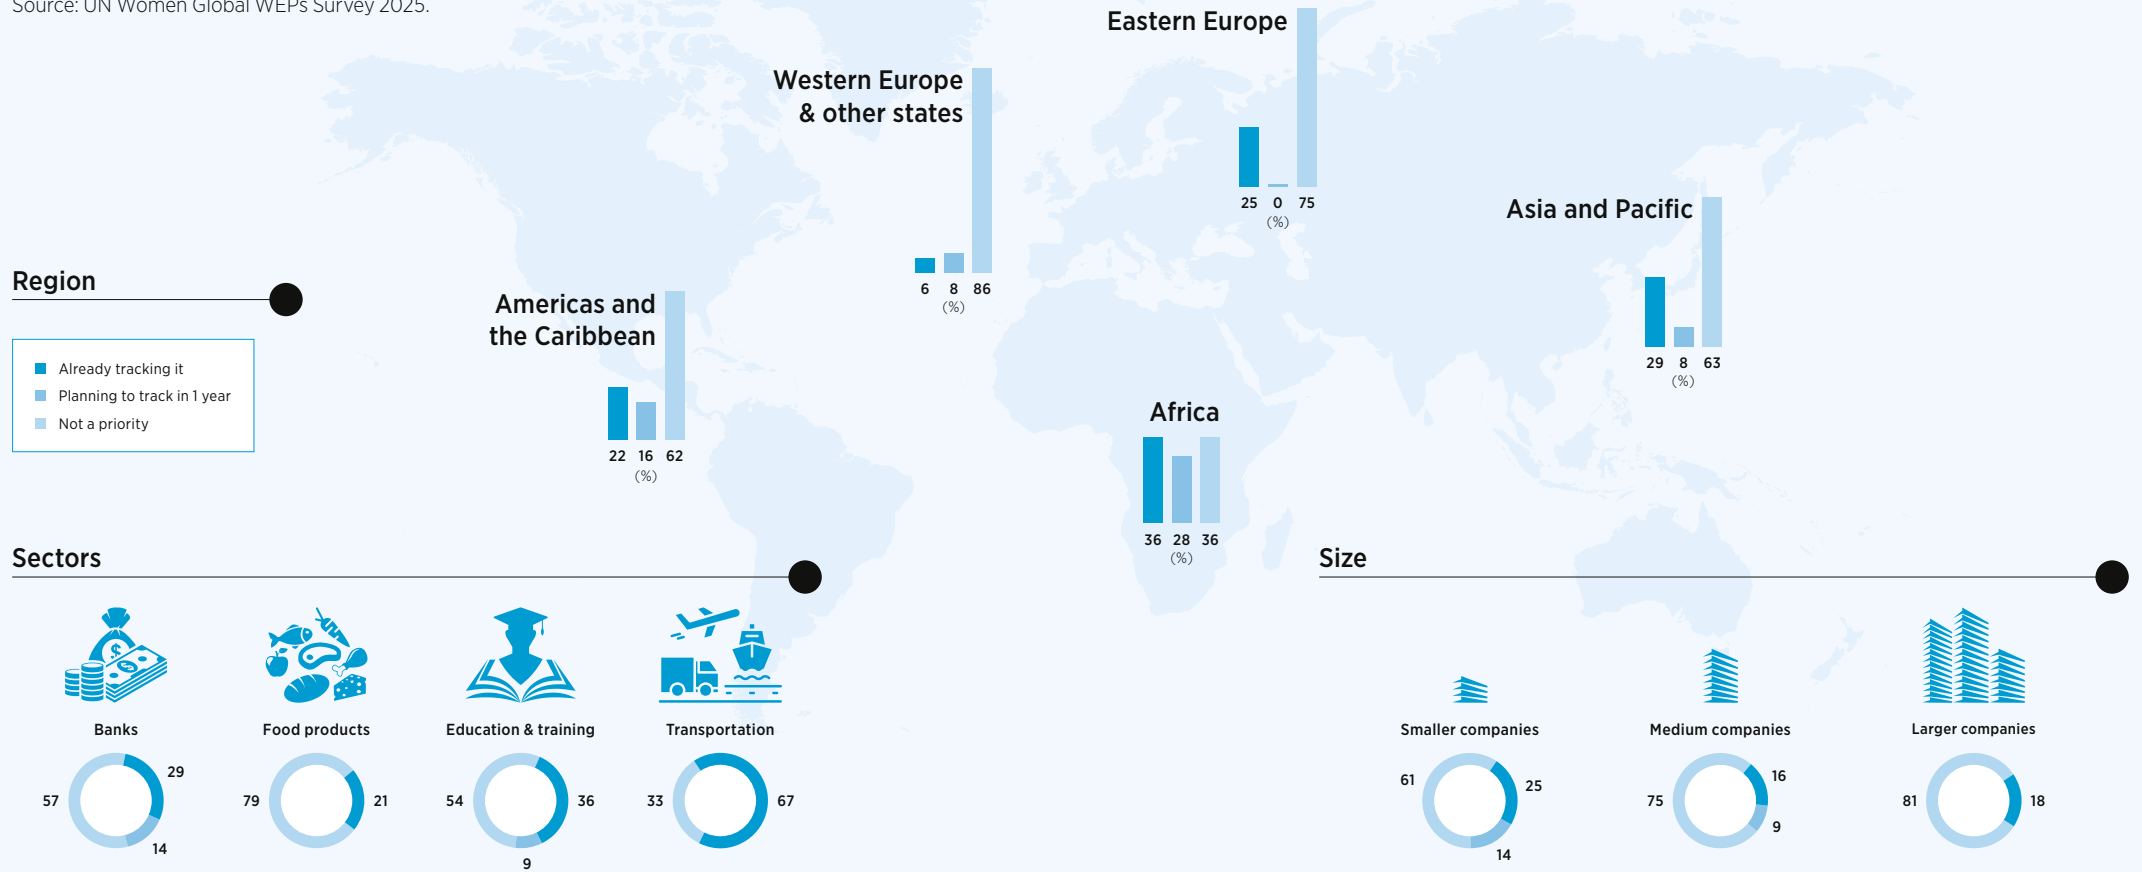 Source: UN Women Global WEPs Survey 2025.
Eastern Europe
25 0 75
(%)
Western Europe
& other states
6 8 86
(%)
Asia and Pacific
29 8 63
(%)
Region
Already tracking it
Planning to track in 1 year
Not a priority
Americas and
the Caribbean
22 16 62
(%)
Africa
36 28 36
(%)
Sectors
$
$
Banks
57
29
14
Food products
79
21
Education & training
54
36
9
Transportation
33
67
Size
Smaller companies
61
25
14
Medium companies
75
16
9
Larger companies
81
18